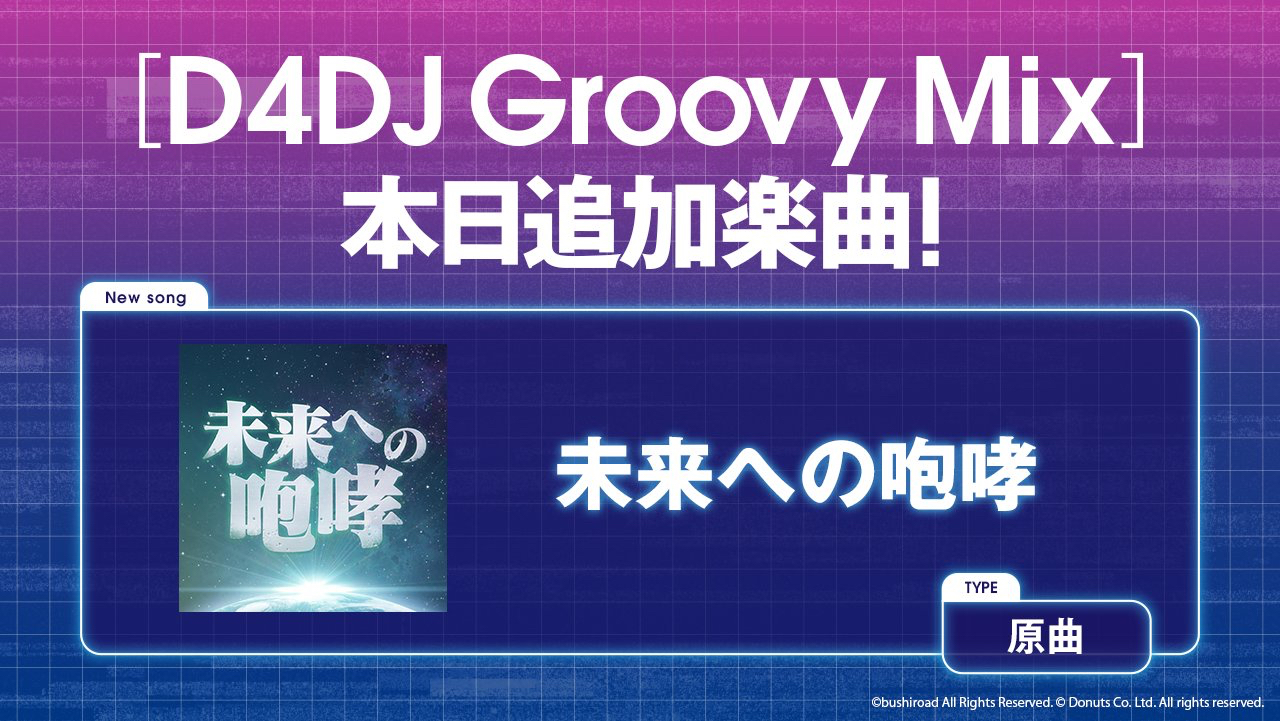 [D4DJ Groovy Mix]
本日追加楽曲!
New song
未来への
咆哮
未来への咆哮
TYPE
原曲
©bushiroad All Rights Reserved. © Donuts Co. Ltd. All rights reserved.